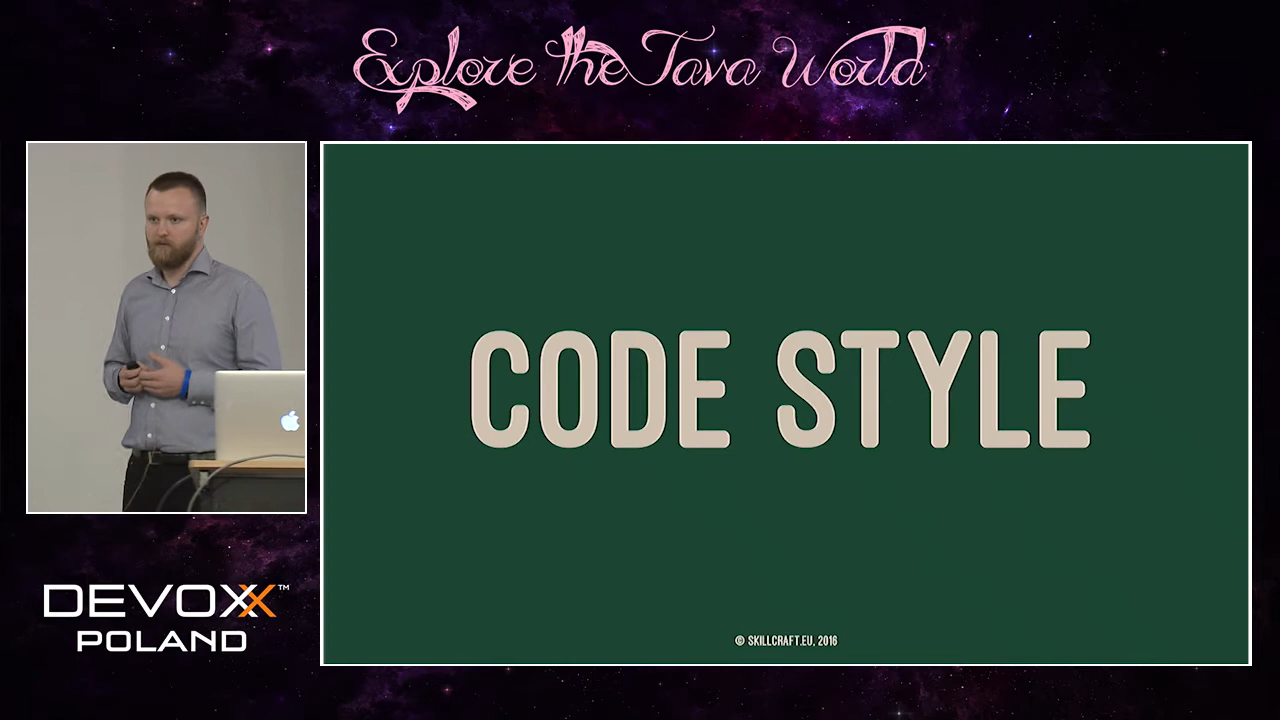 Explore the Java World
CODE STYLE
© SKILLCRAFT.EU, 2016
DEVOXX™
POLAND